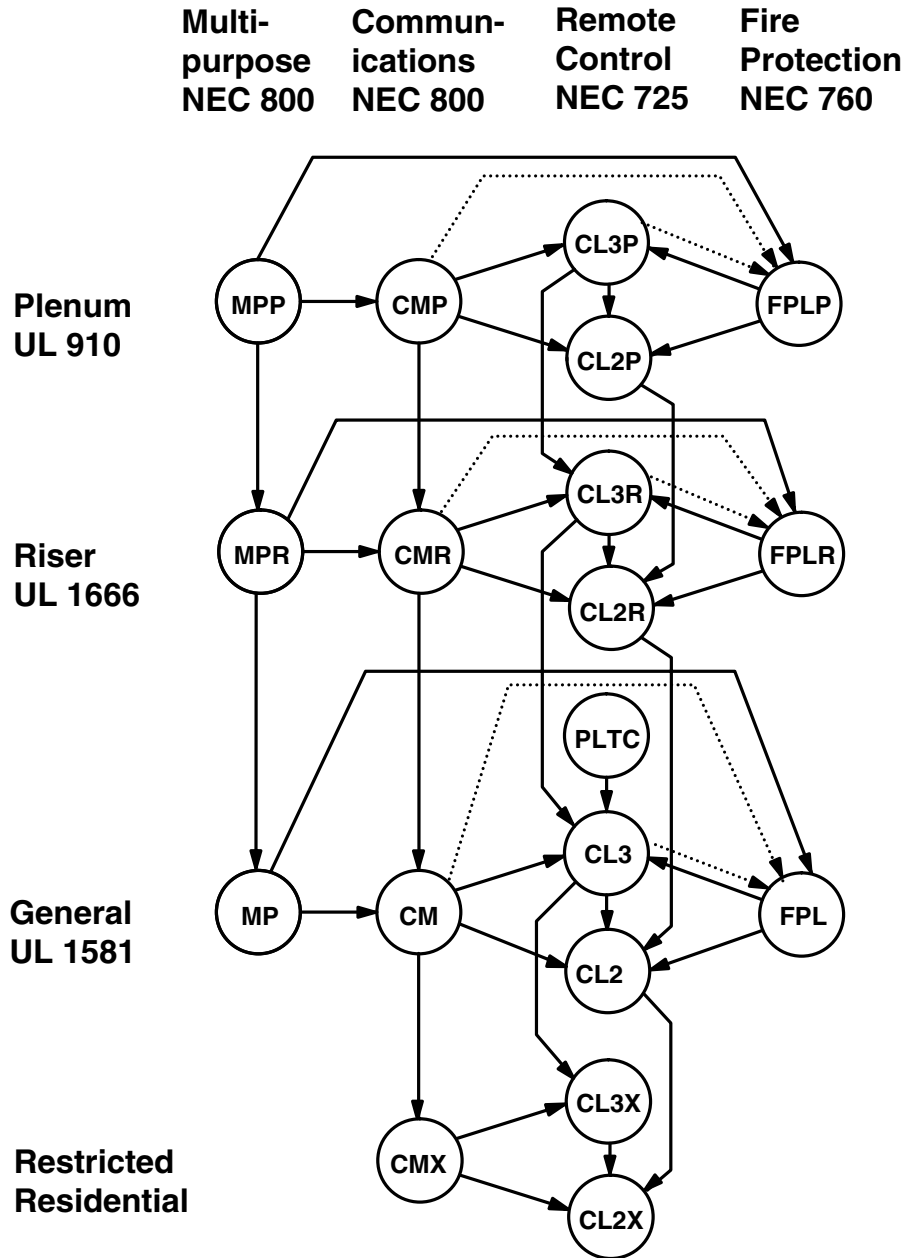 Multi-
purpose
NEC 800
Commun-
ications
NEC 800
Remote
Control
NEC 725
Fire
Protection
NEC 760
Plenum
UL 910
MPP
CMP
CL3P
CL2P
FPLP
Riser
UL 1666
MPR
CMR
CL3R
CL2R
FPLR
General
UL 1581
MP
CM
PLTC
CL3
CL2
FPL
Restricted
Residential
CMX
CL3X
CL2X